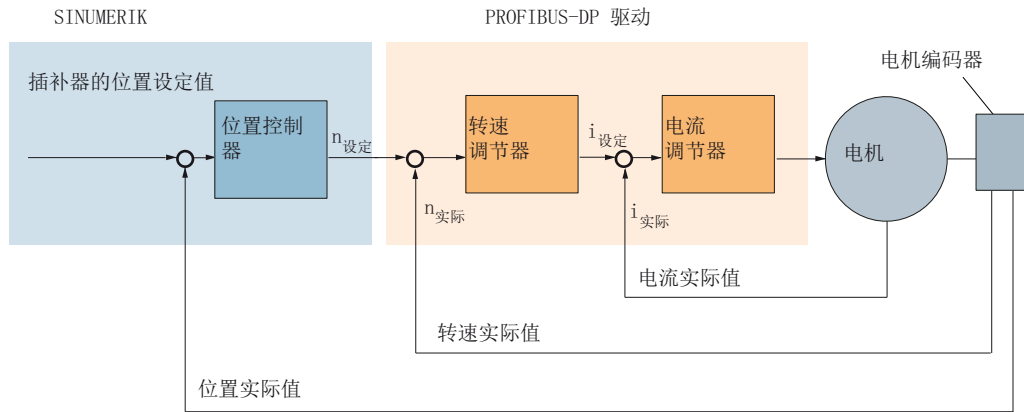 SINUMERIK
PROFIBUS-DP 驱动
插补器的位置设定值
电机编码器
位置控制
器
n设定
转速
调节器
i设定
电流
调节器
电机
n实际
i实际
电流实际值
转速实际值
位置实际值